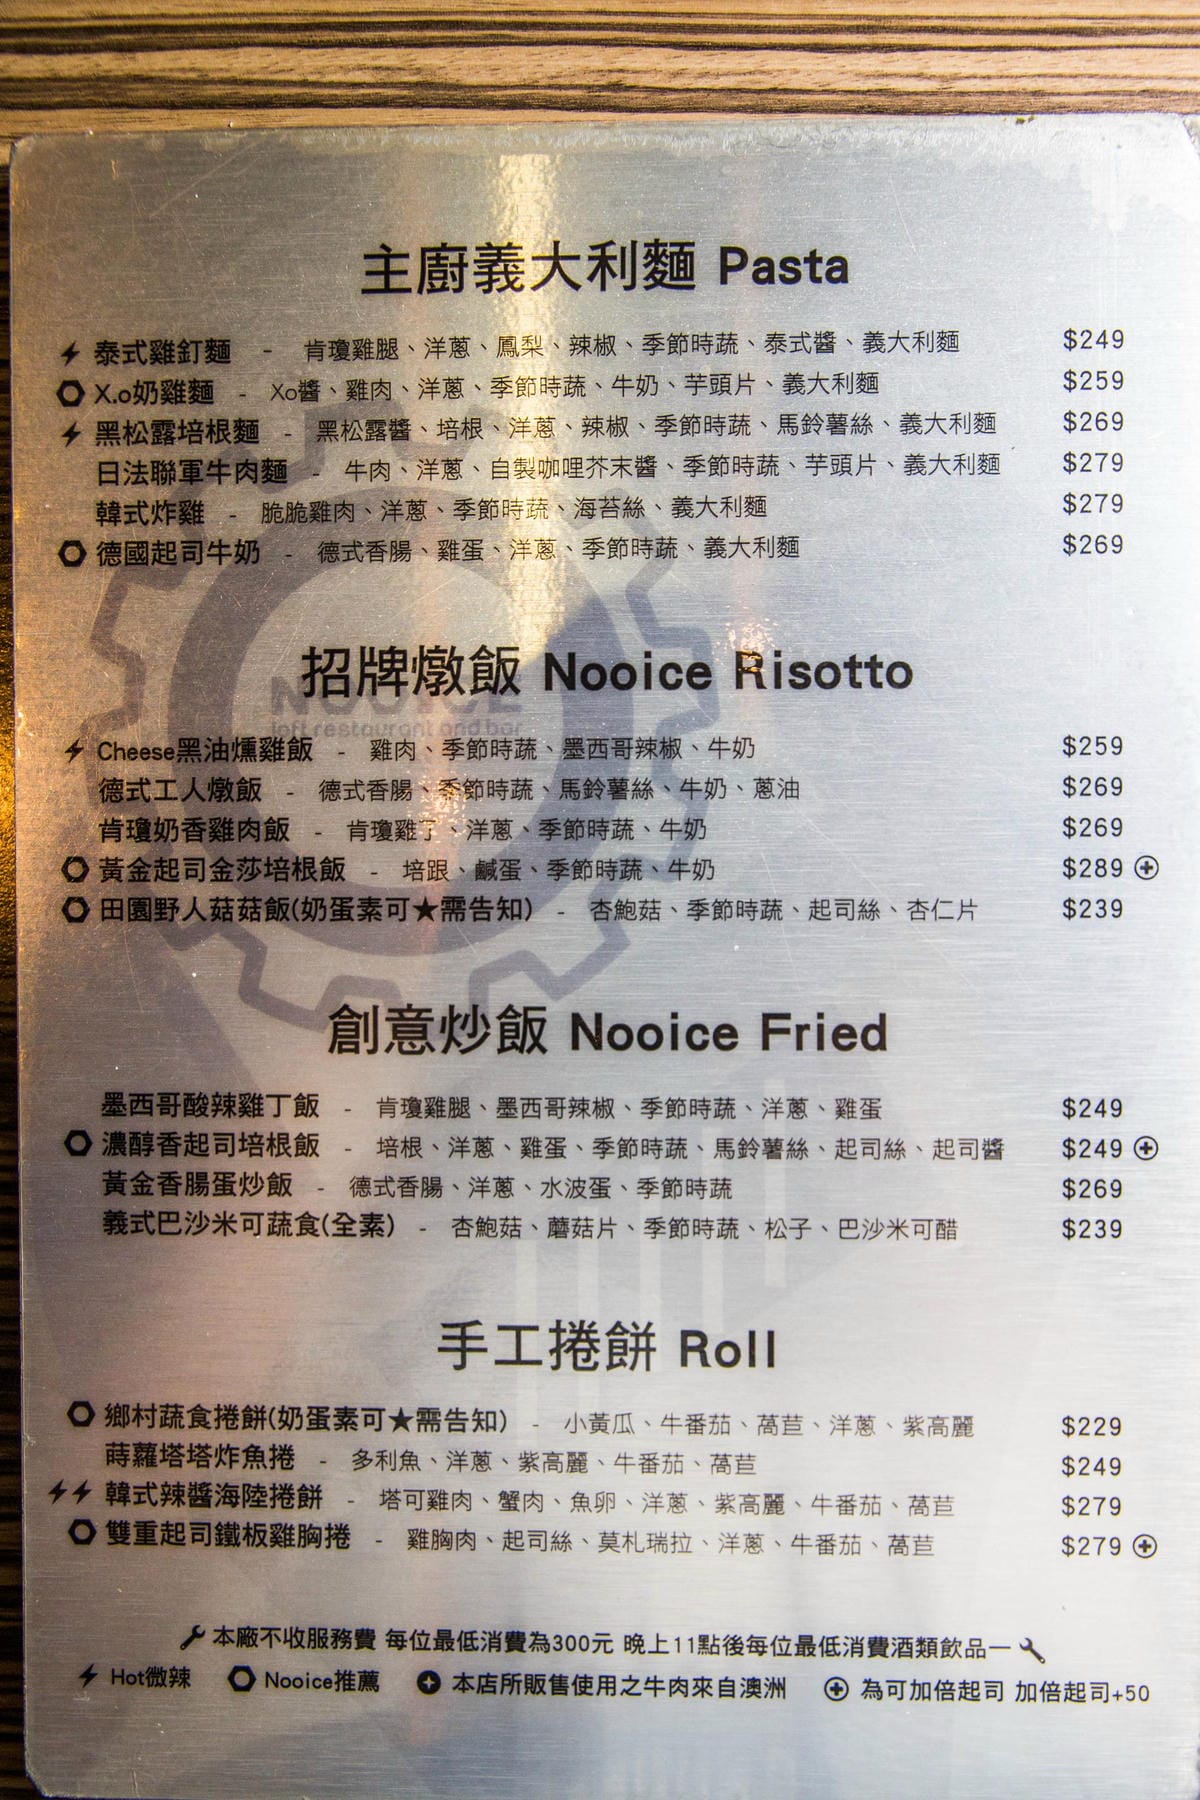 主廚義大利麵 Pasta
泰式雞釘麵 - 肯瓊雞腿、洋蔥、鳳梨、辣椒、季節時蔬、泰式醬、義大利麵 $249
X.o奶雞麵 - Xo醬、雞肉、洋蔥、季節時蔬、牛奶、芋頭片、義大利麵 $259
黑松露培根麵 - 黑松露醬、培根、洋蔥、辣椒、季節時蔬、馬鈴薯絲、義大利麵 $269
日法聯軍牛肉麵 - 牛肉、洋蔥、自製咖哩芥末醬、季節時蔬、芋頭片、義大利麵 $279
韓式炸雞 - 脆脆雞肉、洋蔥、季節時蔬、海苔絲、義大利麵 $279
德國起司牛奶 - 德式香腸、雞蛋、洋蔥、季節時蔬、義大利麵 $269
招牌燉飯 Nooice Risotto
NOOICE
loft restaurant and bar
Cheese黑油燻雞飯 - 雞肉、季節時蔬、墨西哥辣椒、牛奶 $259
德式工人燉飯 - 德式香腸、季節時蔬、馬鈴薯絲、牛奶、蔥油 $269
肯瓊奶香雞肉飯 - 肯瓊雞丁、洋蔥、季節時蔬、牛奶 $269
黃金起司金莎培根飯 - 培跟、鹹蛋、季節時蔬、牛奶 $289
田園野人菇菇飯(奶蛋素可★需告知) - 杏鮑菇、季節時蔬、起司絲、杏仁片 $239
創意炒飯 Nooice Fried
墨西哥酸辣雞丁飯 - 肯瓊雞腿、墨西哥辣椒、季節時蔬、洋蔥、雞蛋 $249
濃醇香起司培根飯 - 培根、洋蔥、雞蛋、季節時蔬、馬鈴薯絲、起司絲、起司醬 $249
黃金香腸蛋炒飯 - 德式香腸、洋蔥、水波蛋、季節時蔬 $269
義式巴沙米可蔬食(全素) - 杏鮑菇、蘑菇片、季節時蔬、松子、巴沙米可醋 $239
手工捲餅 Roll
鄉村蔬食捲餅(奶蛋素可★需告知) - 小黃瓜、牛番茄、萵苣、洋蔥、紫高麗 $229
蒔蘿塔塔炸魚捲 - 多利魚、洋蔥、紫高麗、牛番茄、萵苣 $249
韓式辣醬海陸捲餅 - 塔可雞肉、蟹肉、魚卵、洋蔥、紫高麗、牛番茄、萵苣 $279
雙重起司鐵板雞胸捲 - 雞胸肉、起司絲、莫札瑞拉、洋蔥、牛番茄、萵苣 $279
本廠不收服務費 每位最低消費為300元 晚上11點後每位最低消費酒類飲品一
Hot微辣 Nooice推薦 本店所販售使用之牛肉來自澳洲 為可加倍起司 加倍起司+50